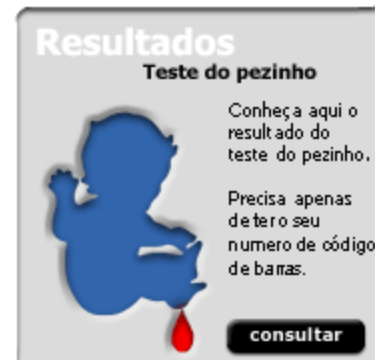 Resultados
Teste do pezinho
Conheça aqui o
resultado do
teste do pezinho.
Precisa apenas
de ter o seu
numero de código
de barras.
consultar